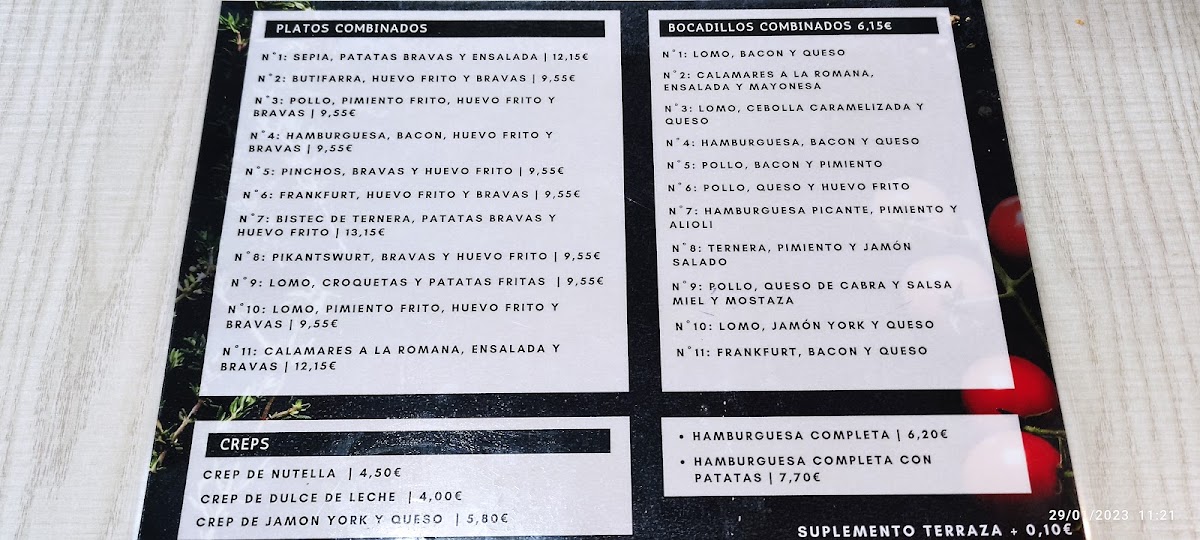 PLATOS COMBINADOS
N°1: SEPIA, PATATAS BRAVAS Y ENSALADA | 12,15€
N°2: BUTIFARRA, HUEVO FRITO Y BRAVAS | 9,55€
N°3: POLLO, PIMIENTO FRITO, HUEVO FRITO Y
BRAVAS | 9,55€
N°4: HAMBURGUESA, BACON, HUEVO FRITO Y
BRAVAS | 9,55€
N°5: PINCHOS, BRAVAS Y HUEVO FRITO | 9,55€
N°6: FRANKFURT, HUEVO FRITO Y BRAVAS | 9,55€
N°7: BISTEC DE TERNERA, PATATAS BRAVAS Y
HUEVO FRITO | 13,15€
N°8: PIKANTSWURT, BRAVAS Y HUEVO FRITO | 9,55€
N°9: LOMO, CROQUETAS Y PATATAS FRITAS | 9,55€
N°10: LOMO, PIMIENTO FRITO, HUEVO FRITO Y
BRAVAS | 9,55€
N°11: CALAMARES A LA ROMANA, ENSALADA Y
BRAVAS | 12,15€
CREPS
CREP DE NUTELLA | 4,50€
CREP DE DULCE DE LECHE | 4,00€
CREP DE JAMON YORK Y QUESO | 5,80€
BOCADILLOS COMBINADOS 6,15€
N°1: LOMO, BACON Y QUESO
N°2: CALAMARES A LA ROMANA,
ENSALADA Y MAYONESA
N°3: LOMO, CEBOLLA CARAMELIZADA Y
QUESO
N°4: HAMBURGUESA, BACON Y QUESO
N°5: POLLO, BACON Y PIMIENTO
N°6: POLLO, QUESO Y HUEVO FRITO
N°7: HAMBURGUESA PICANTE, PIMIENTO Y
ALIOLI
N°8: TERNERA, PIMIENTO Y JAMÓN
SALADO
N°9: POLLO, QUESO DE CABRA Y SALSA
MIEL Y MOSTAZA
N°10: LOMO, JAMÓN YORK Y QUESO
N°11: FRANKFURT, BACON Y QUESO
• HAMBURGUESA COMPLETA | 6,20€
• HAMBURGUESA COMPLETA CON
PATATAS | 7,70€
SUPLEMENTO TERRAZA + 0,10€
11:21